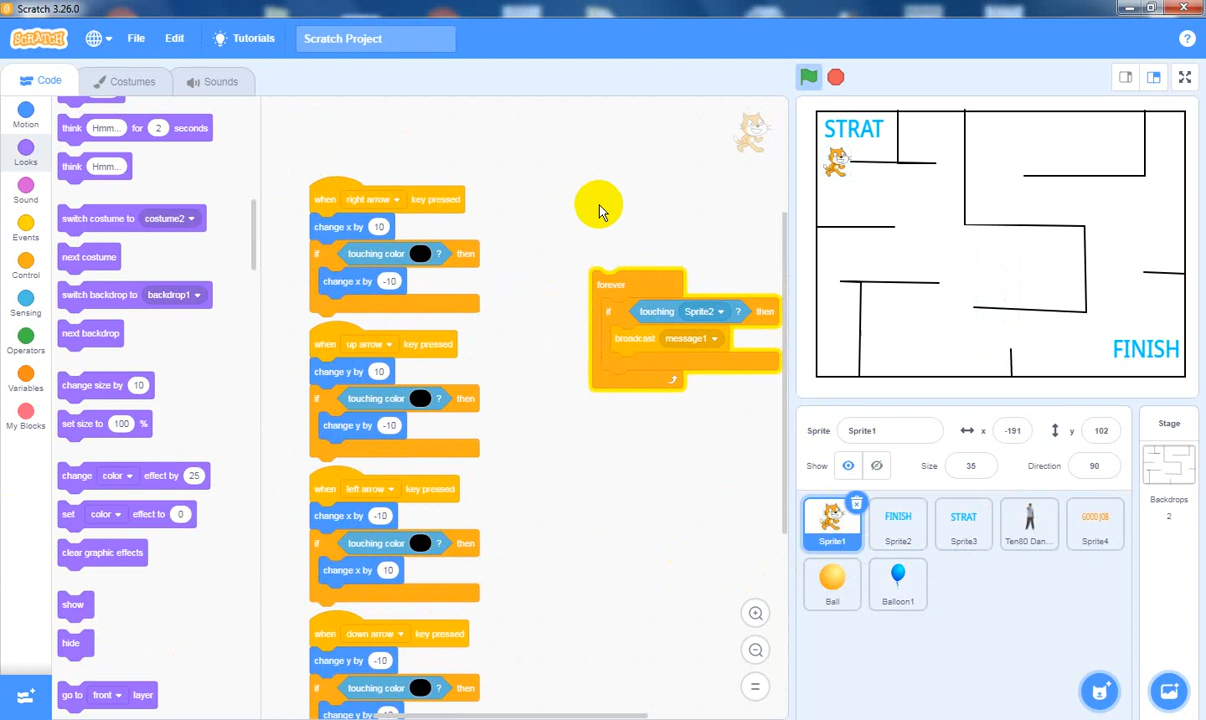 Scratch 3.26.0
SCRATCH File Edit Tutorials Scratch Project
Code Costumes Sounds
Motion
Looks
Sound
Events
Control
Sensing
Operators
Variables
My Blocks
think Hmm... for 2 seconds
think Hmm...
switch costume to costume2
next costume
switch backdrop to backdrop1
next backdrop
change size by 10
set size to 100 %
change color effect by 25
set color effect to 0
clear graphic effects
show
hide
go to front layer
when right arrow key pressed
change x by 10
if touching color ? then
change x by -10
when up arrow key pressed
change y by 10
if touching color ? then
change y by -10
when left arrow key pressed
change x by -10
if touching color ? then
change x by 10
when down arrow key pressed
change y by -10
if touching color ? then
change y by 10
forever
if touching Sprite2 ? then
broadcast message1
STRAT
FINISH
Sprite Sprite1 x -191 y 102
Show Size 35 Direction 90
Sprite1
FINISH
Sprite2
STRAT
Sprite3
Ten80 Dan...
GOOD JOB
Sprite4
Ball
Balloon1
Stage
Backdrops
2